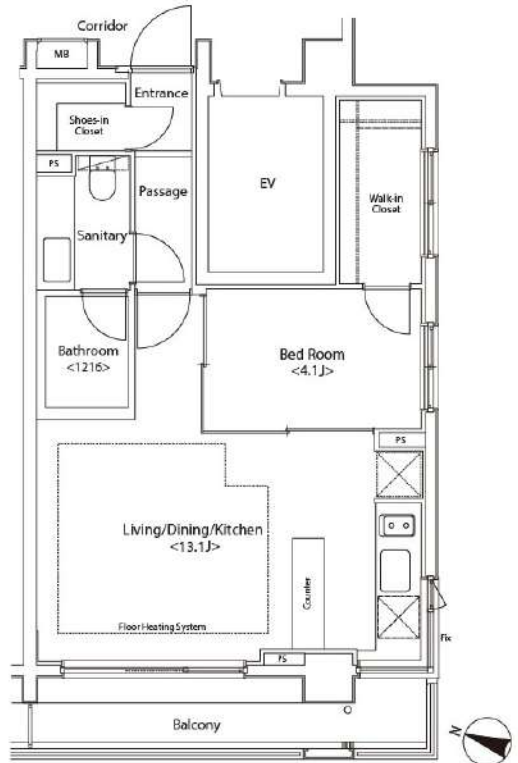 Corridor
MB
Entrance
Shoes-in
Closet
PS
Passage
EV
Walk-in
Closet
Sanitary
Bathroom
<1216>
Bed Room
<4.1J>
PS
Living/Dining/Kitchen
<13.1J>
Counter
Floor Heating System
Fix
PS
Balcony
N